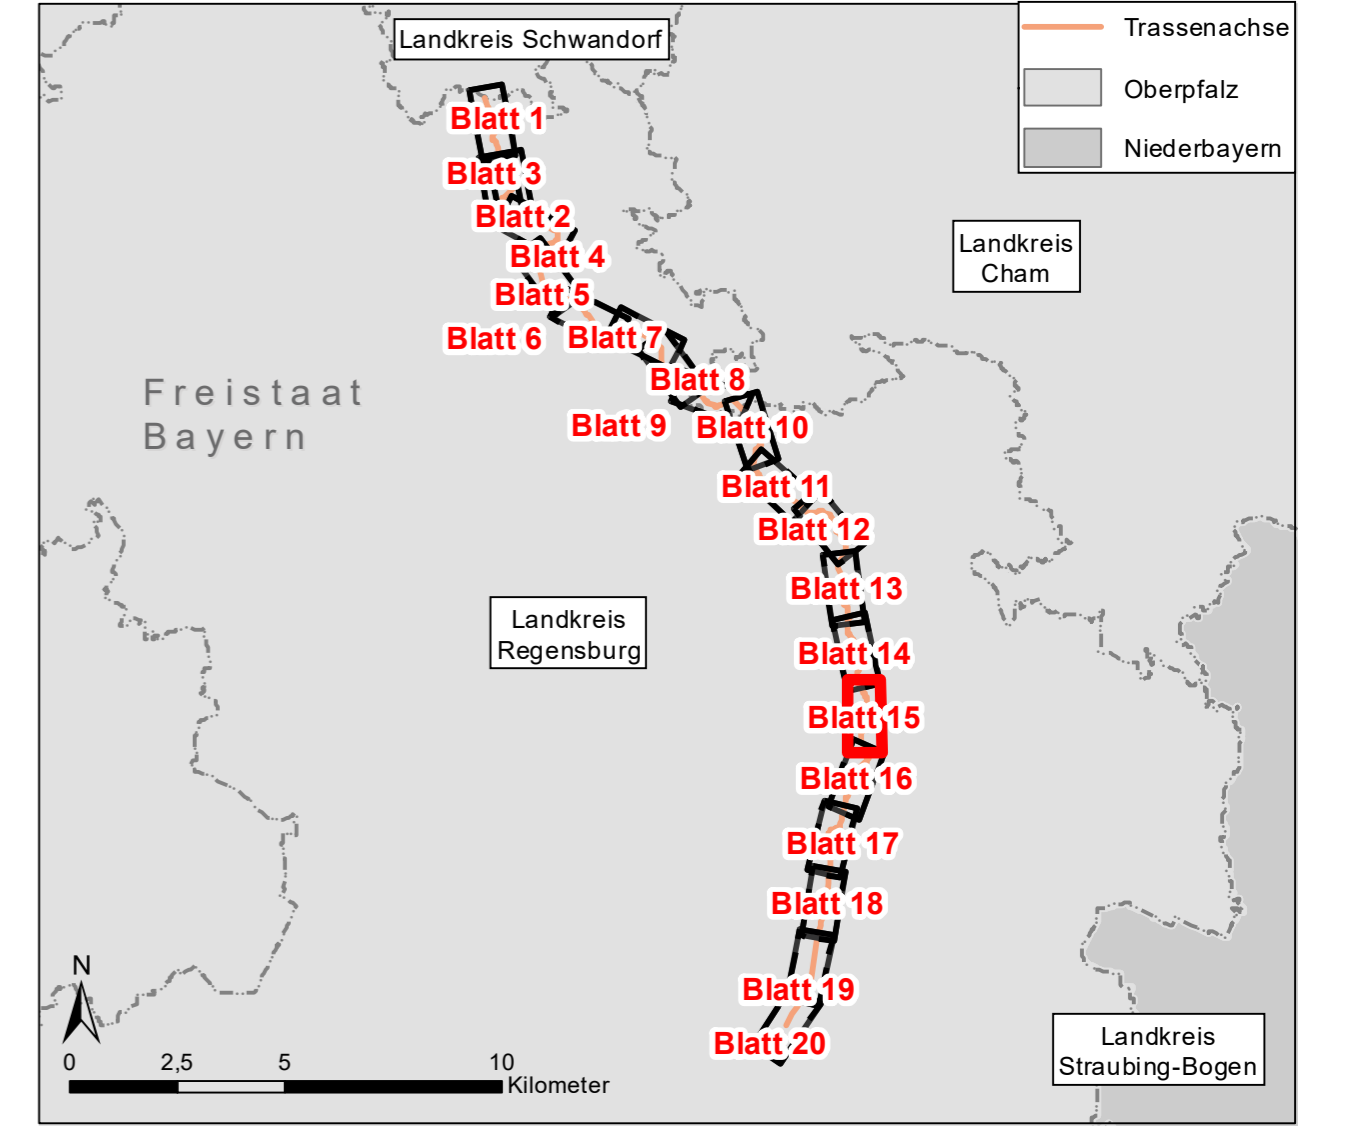 Landkreis Schwandorf
Trassenachse
Oberpfalz
Niederbayern
Blatt 1
Blatt 3
Blatt 2
Blatt 4
Blatt 5
Blatt 6
Blatt 7
Blatt 8
Blatt 9
Blatt 10
Blatt 11
Blatt 12
Blatt 13
Blatt 14
Blatt 15
Blatt 16
Blatt 17
Blatt 18
Blatt 19
Blatt 20
Landkreis
Cham
Freistaat
Bayern
Landkreis
Regensburg
Landkreis
Straubing-Bogen
N
0 2,5 5 10
Kilometer